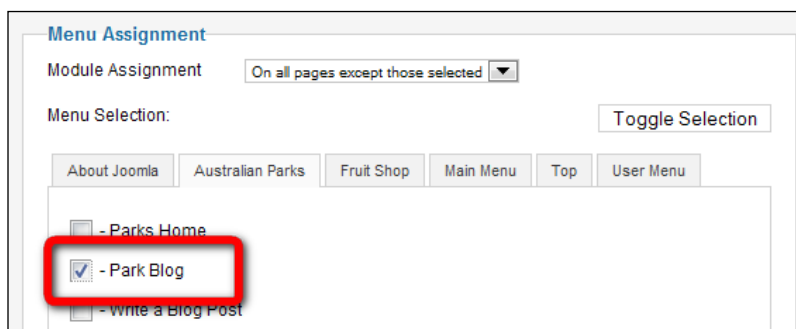 Menu Assignment
Module Assignment On all pages except those selected
Menu Selection: Toggle Selection
About Joomla Australian Parks Fruit Shop Main Menu Top User Menu
- Parks Home
- Park Blog
- Write a Blog Post